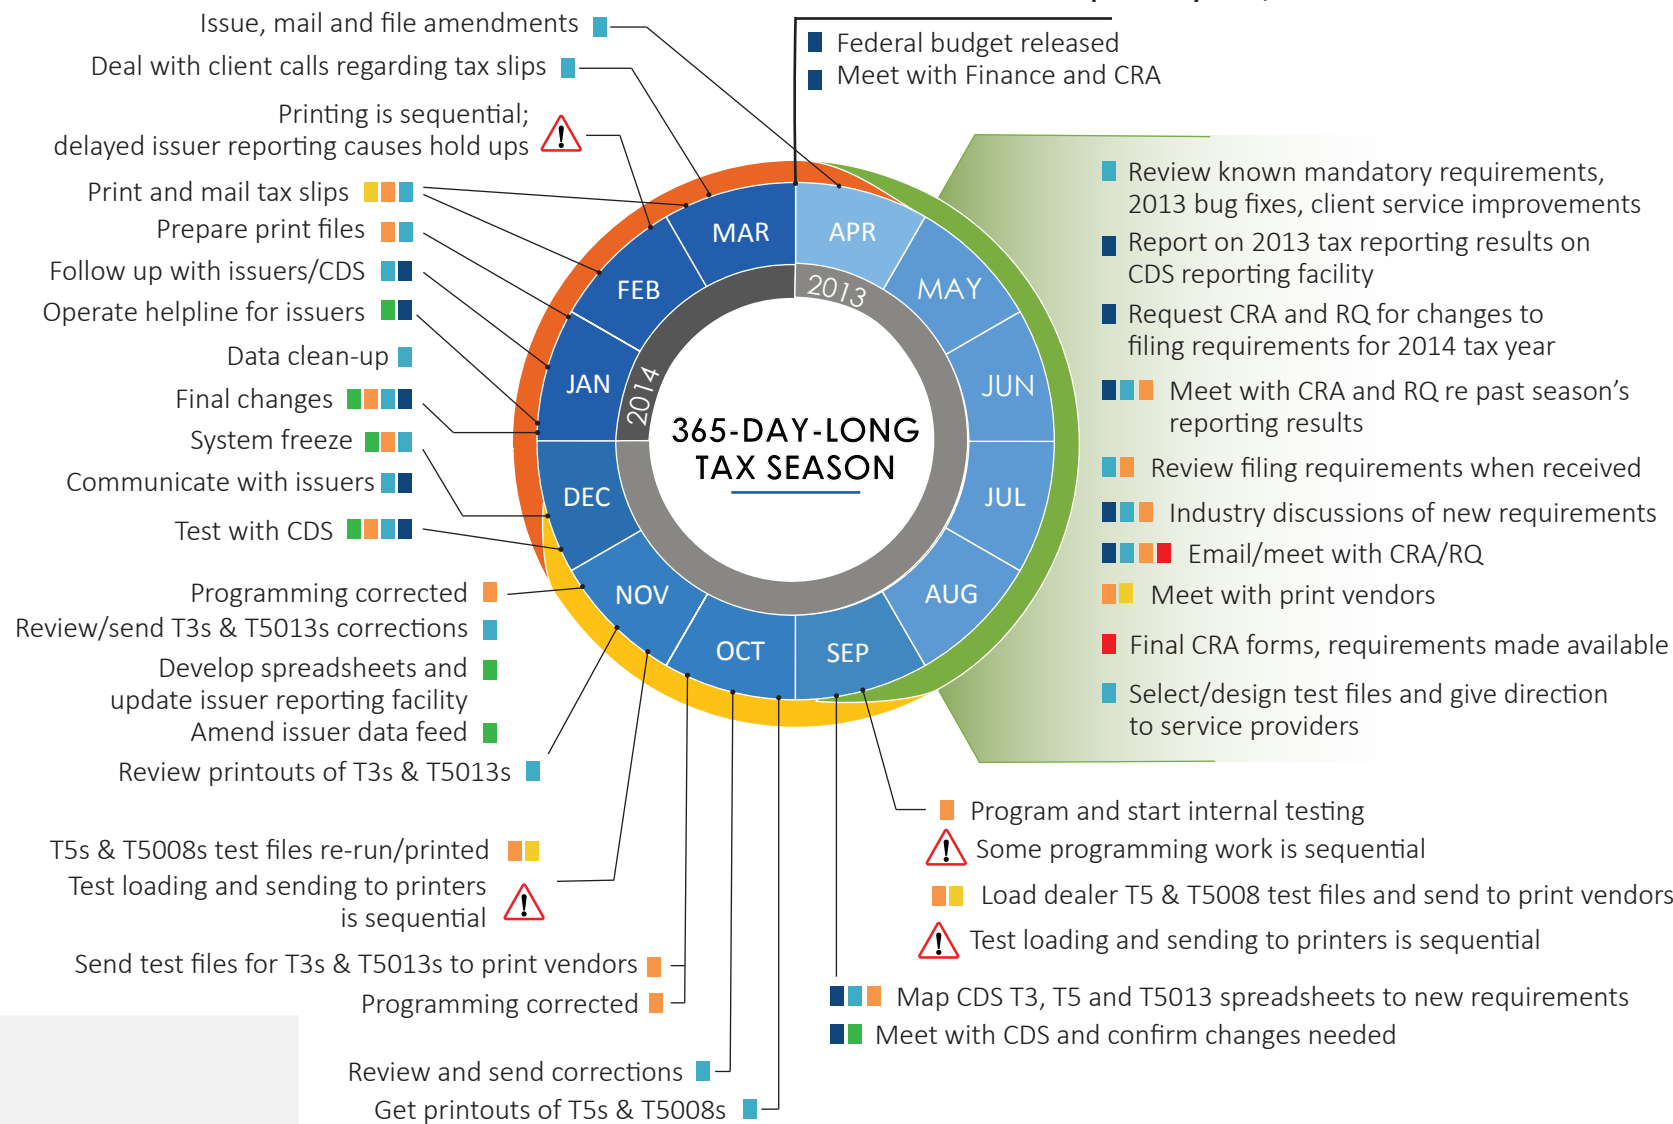 Issue, mail and file amendments
Deal with client calls regarding tax slips
Printing is sequential;
delayed issuer reporting causes hold ups
Print and mail tax slips
Prepare print files
Follow up with issuers/CDS
Operate helpline for issuers
Data clean-up
Final changes
System freeze
Communicate with issuers
Test with CDS
Programming corrected
Review/send T3s & T5013s corrections
Develop spreadsheets and
update issuer reporting facility
Amend issuer data feed
Review printouts of T3s & T5013s
T5s & T5008s test files re-run/printed
Test loading and sending to printers
is sequential
Send test files for T3s & T5013s to print vendors
Programming corrected
Review and send corrections
Get printouts of T5s & T5008s
Federal budget released
Meet with Finance and CRA
MAR
APR
FEB
2013
MAY
JAN
2014
JUN
365-DAY-LONG
TAX SEASON
DEC
JUL
NOV
AUG
OCT
SEP
Review known mandatory requirements,
2013 bug fixes, client service improvements
Report on 2013 tax reporting results on
CDS reporting facility
Request CRA and RQ for changes to
filing requirements for 2014 tax year
Meet with CRA and RQ re past season’s
reporting results
Review filing requirements when received
Industry discussions of new requirements
Email/meet with CRA/RQ
Meet with print vendors
Final CRA forms, requirements made available
Select/design test files and give direction
to service providers
Program and start internal testing
Some programming work is sequential
Load dealer T5 & T5008 test files and send to print vendors
Test loading and sending to printers is sequential
Map CDS T3, T5 and T5013 spreadsheets to new requirements
Meet with CDS and confirm changes needed